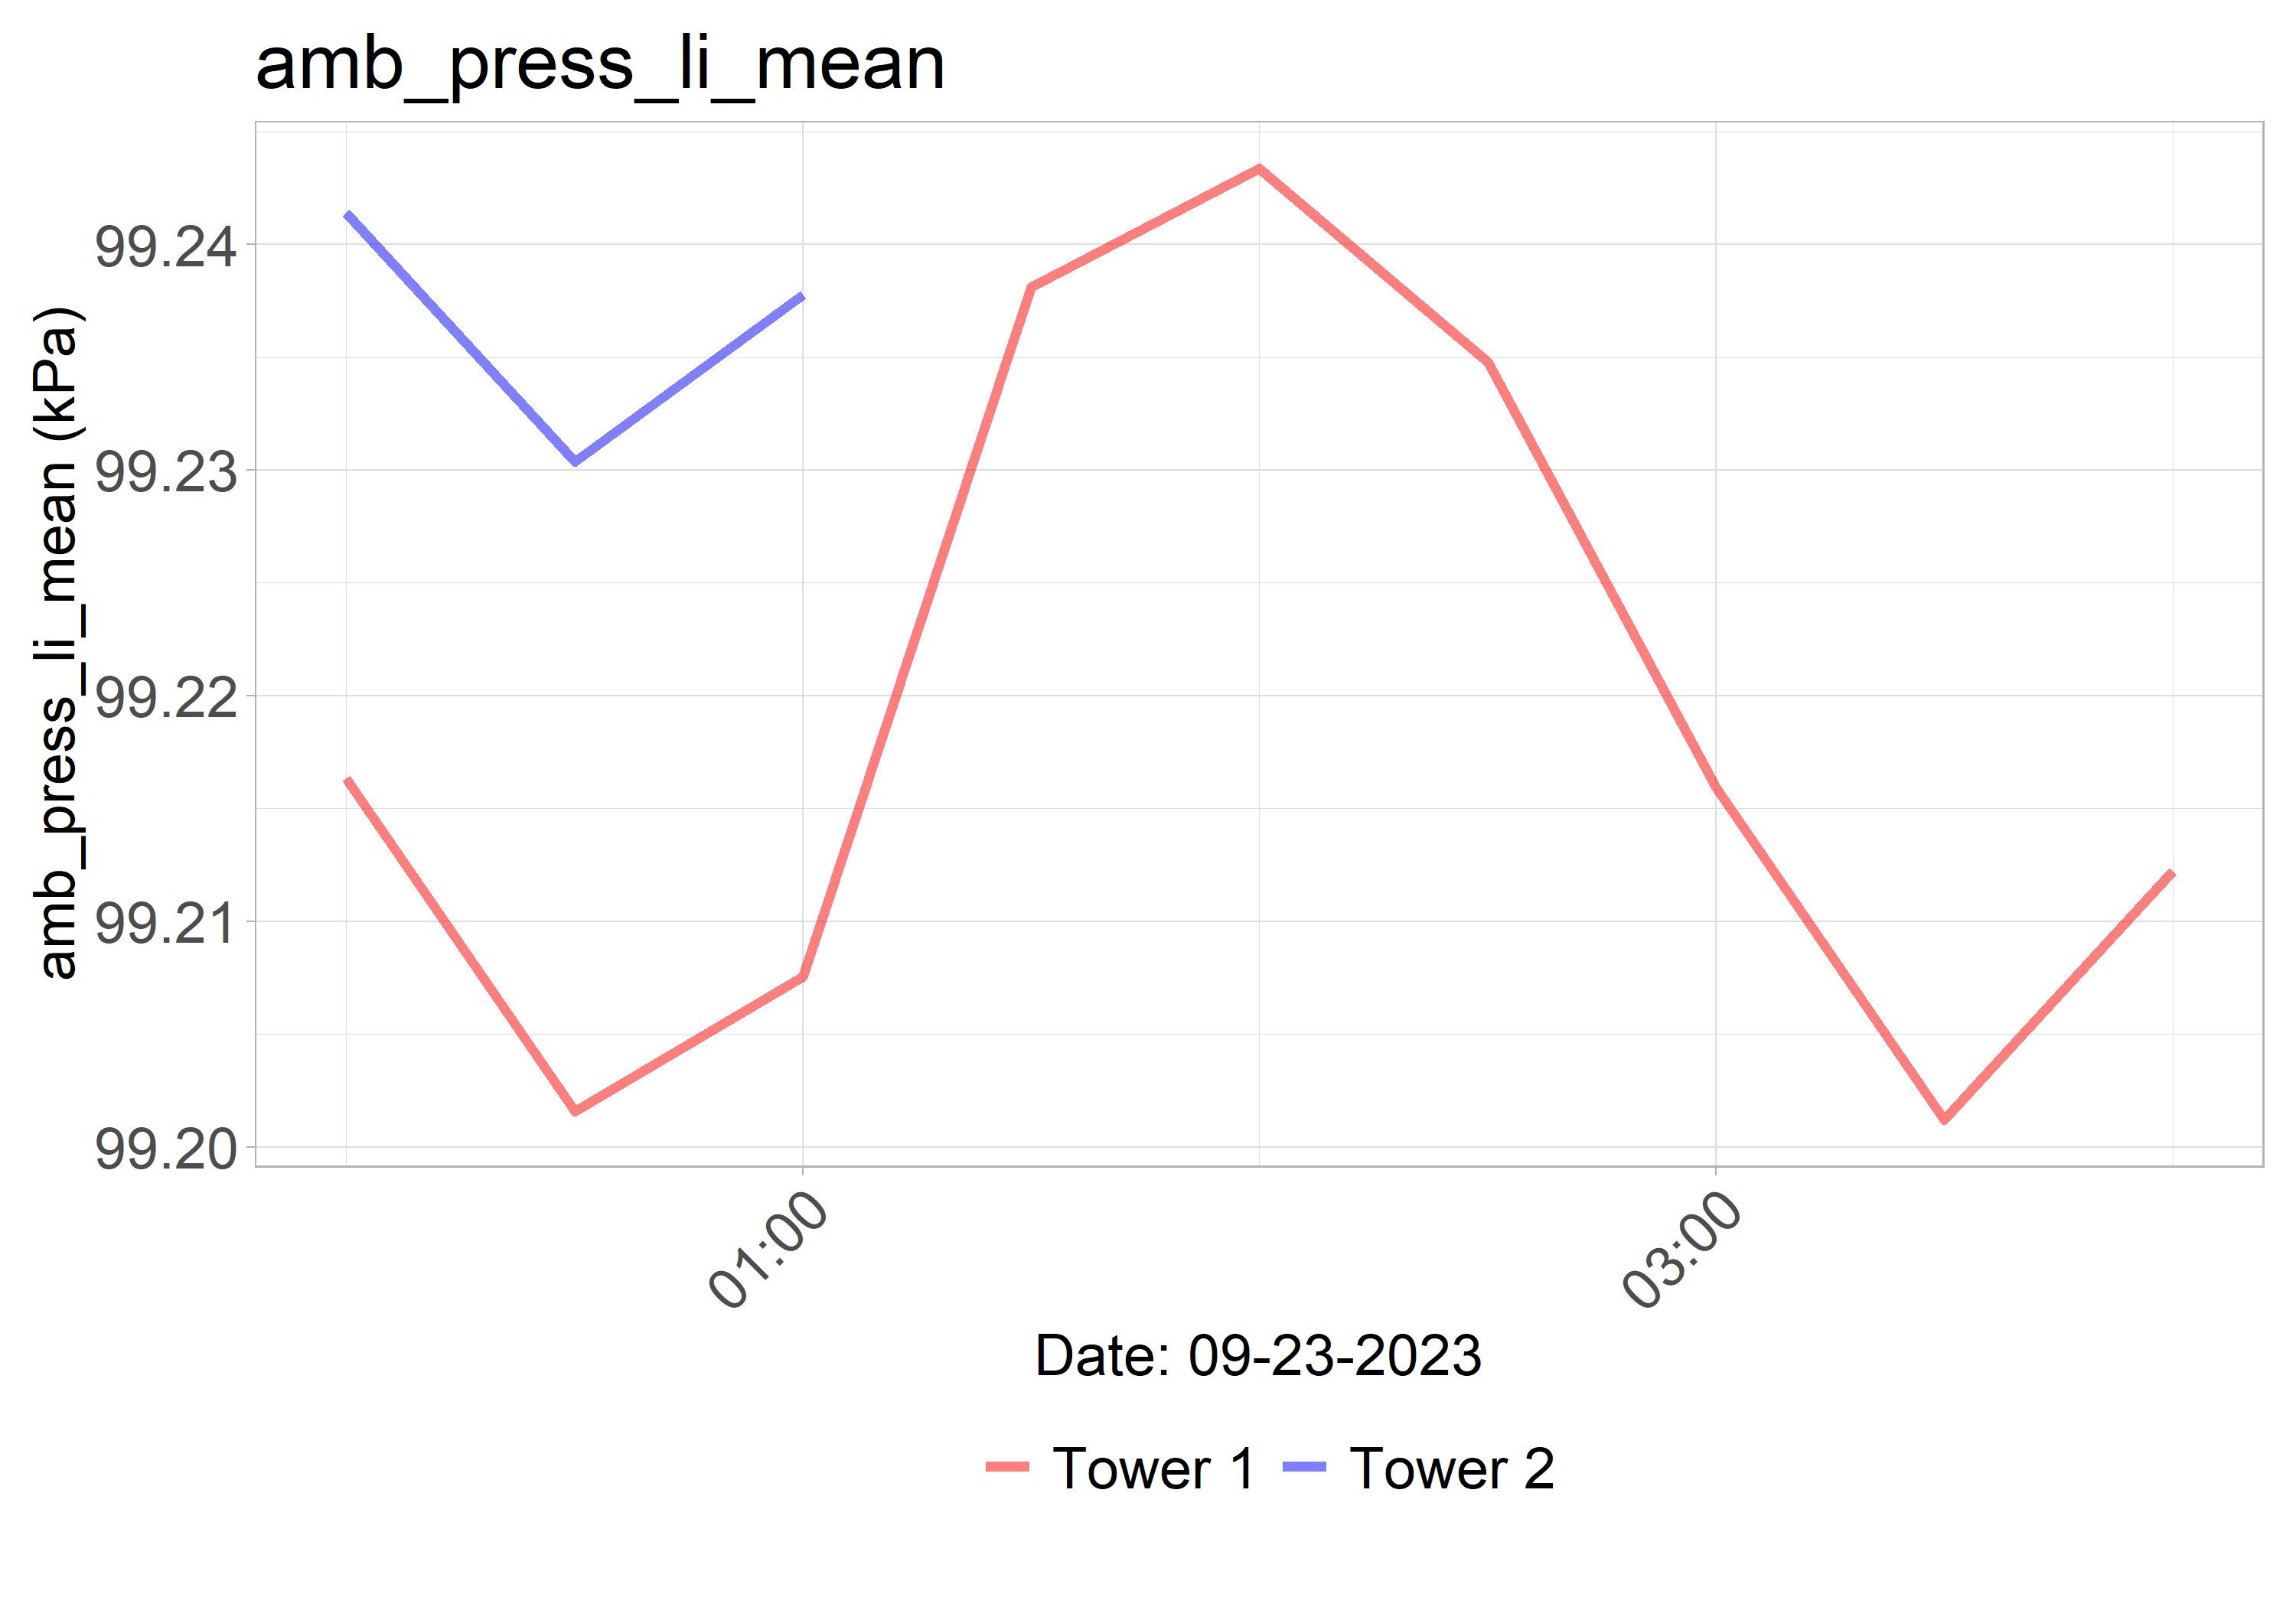 amb_press_li_mean
amb_press_li_mean (kPa)
99.24
99.23
99.22
99.21
99.20
01:00
03:00
Date: 09-23-2023
Tower 1
Tower 2